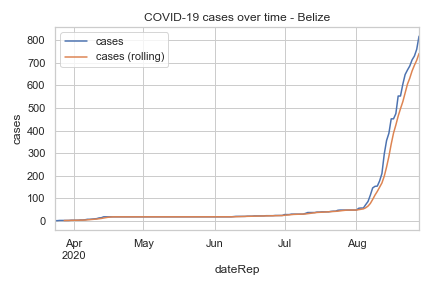 COVID-19 cases over time - Belize
cases
cases (rolling)
800
700
600
500
400
300
200
100
0
cases
Apr
2020
May
Jun
Jul
Aug
dateRep